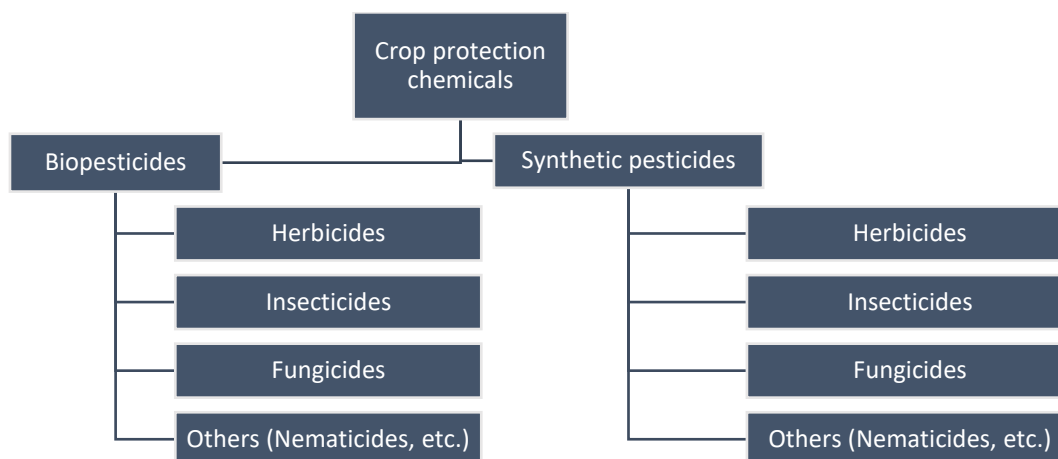 Crop protection
chemicals
Biopesticides
Synthetic pesticides
Herbicides
Insecticides
Fungicides
Others (Nematicides, etc.)
Herbicides
Insecticides
Fungicides
Others (Nematicides, etc.)